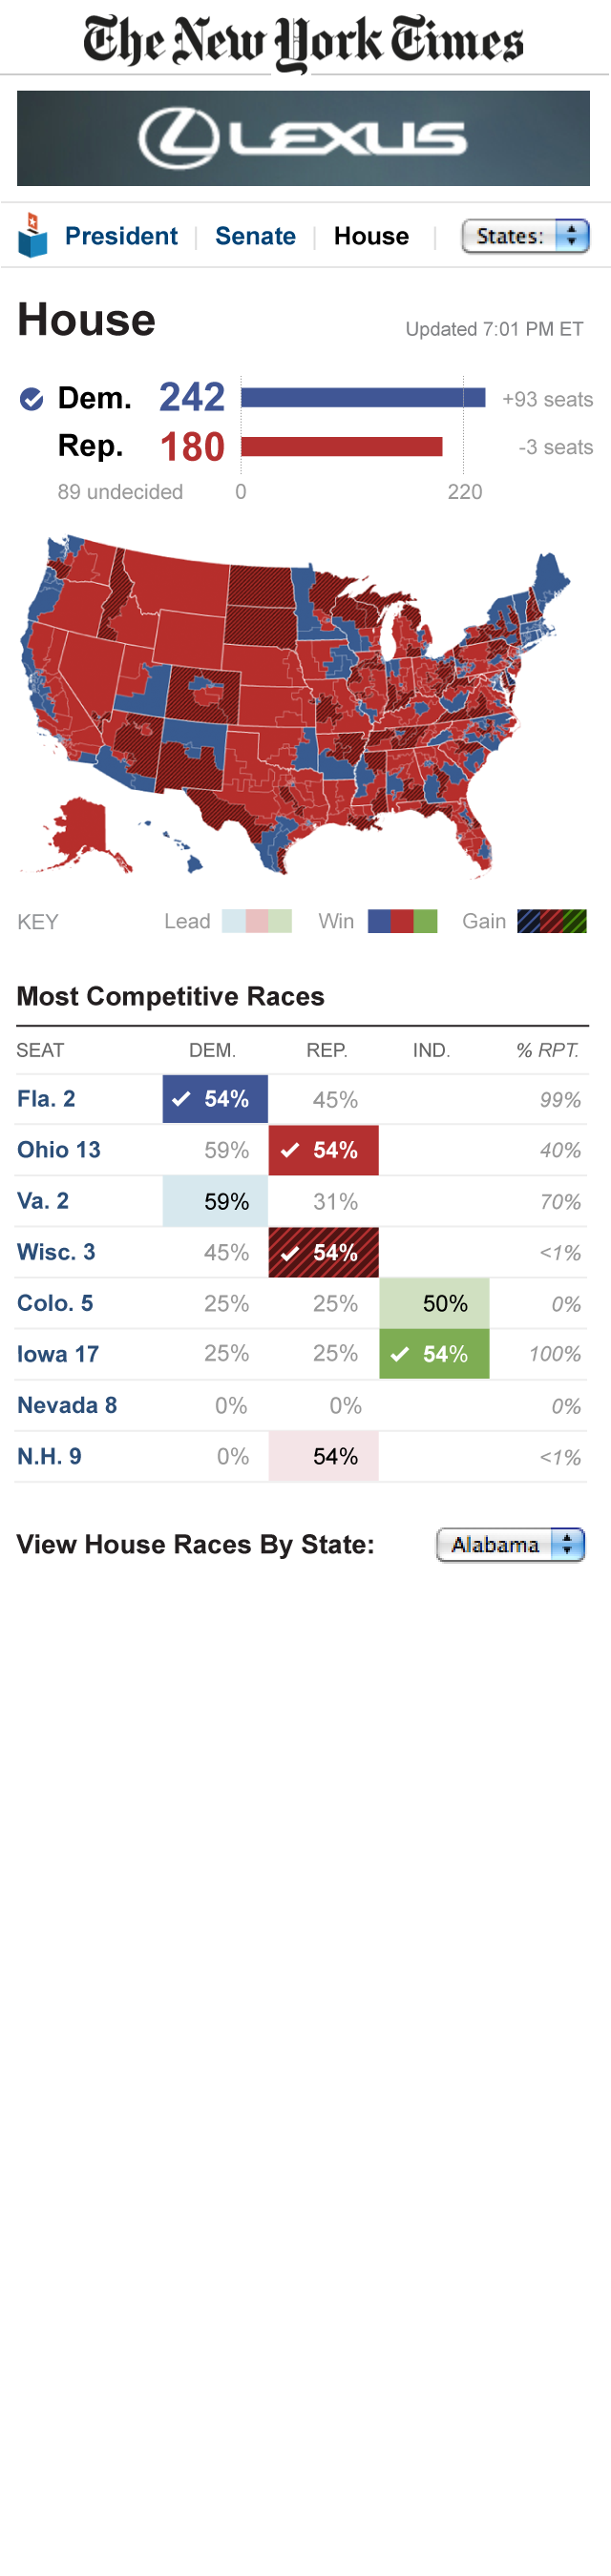 The New York Times
LEXUS
President | Senate | House | States:
House
Updated 7:01 PM ET
Dem. 242 +93 seats
Rep. 180 -3 seats
89 undecided 0 220
KEY Lead Win Gain
Most Competitive Races
SEAT DEM. REP. IND. % RPT.
Fla. 2 54% 45% 99%
Ohio 13 59% 54% 40%
Va. 2 59% 31% 70%
Wisc. 3 45% 54% <1%
Colo. 5 25% 25% 50% 0%
Iowa 17 25% 25% 54% 100%
Nevada 8 0% 0% 0%
N.H. 9 0% 54% <1%
View House Races By State: Alabama